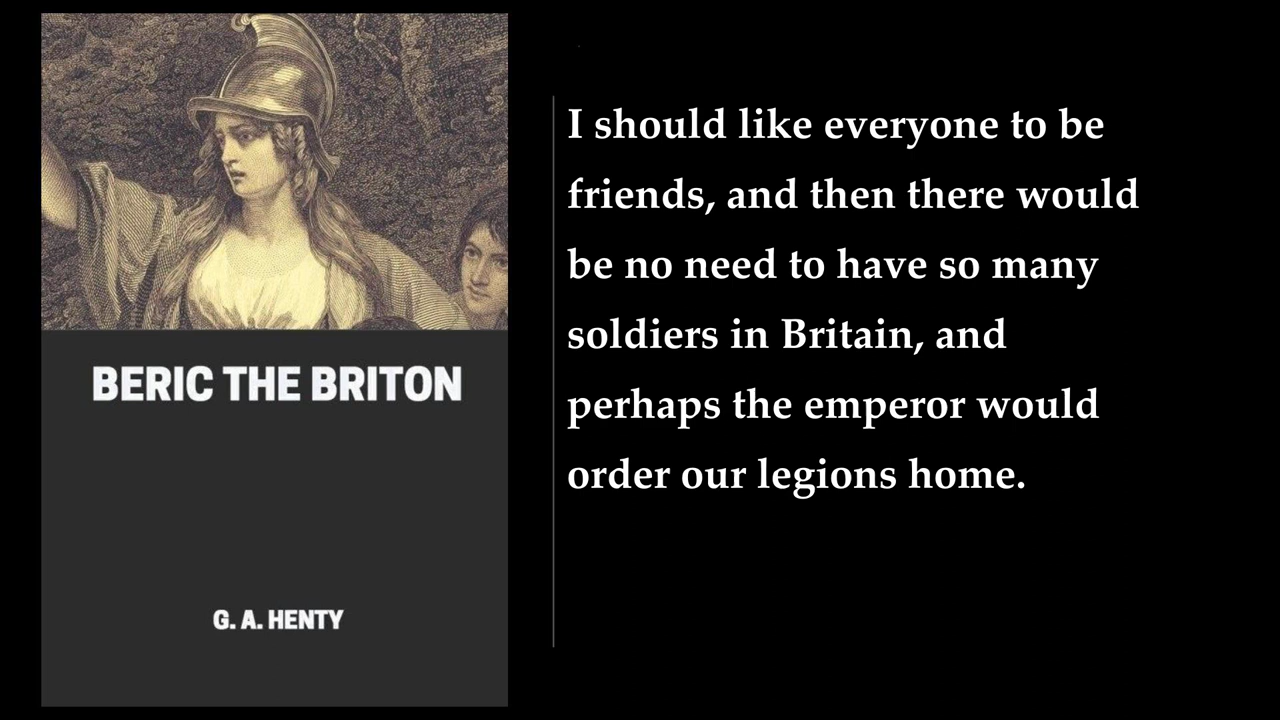 BERIC THE BRITON
G. A. HENTY
I should like everyone to be
friends, and then there would
be no need to have so many
soldiers in Britain, and
perhaps the emperor would
order our legions home.